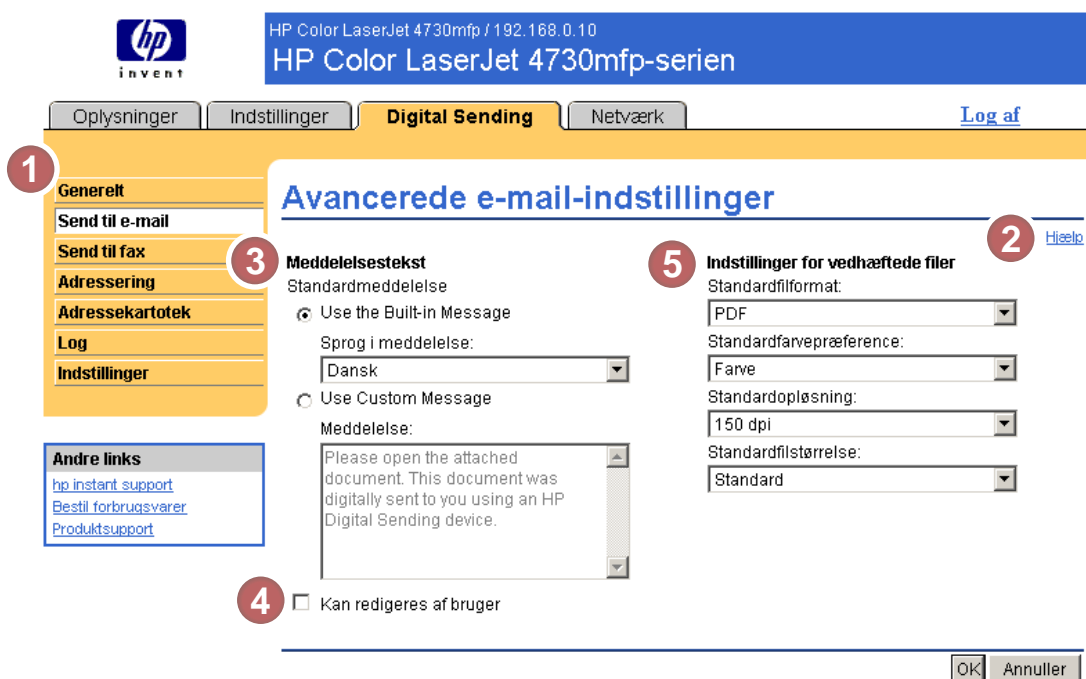 hp
invent
HP Color LaserJet 4730mfp / 192.168.0.10
HP Color LaserJet 4730mfp-serien
Oplysninger
Indstillinger
Digital Sending
Netværk
Log af
1
Generelt
Send til e-mail
Send til fax
Adressering
Adressekartotek
Log
Indstillinger
Andre links
hp instant support
Bestil forbrugsvarer
Produktsupport
Avancerede e-mail-indstillinger
2
Hjælp
3
Meddelelsestekst
Standardmeddelelse
Use the Built-in Message
Sprog i meddelelse:
Dansk
Use Custom Message
Meddelelse:
Please open the attached
document. This document was
digitally sent to you using an HP
Digital Sending device.
4
Kan redigeres af bruger
5
Indstillinger for vedhæftede filer
Standardfilformat:
PDF
Standardfarvepræference:
Farve
Standardopløsning:
150 dpi
Standardfilstørrelse:
Standard
OK
Annuller